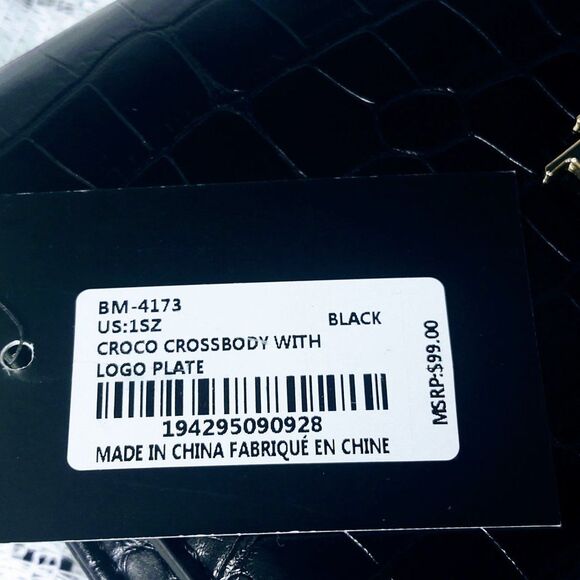 BM-4173
US:1SZ BLACK
CROCO CROSSBODY WITH
LOGO PLATE
194295090928
MADE IN CHINA FABRIQUÉ EN CHINE
MSRP:$99.00